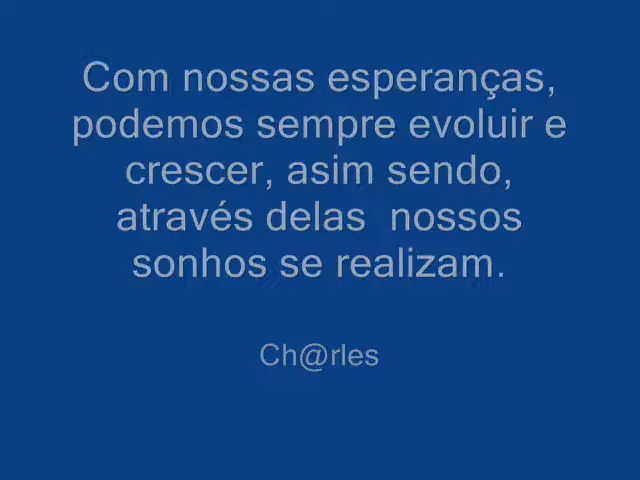 Com nossas esperanças,
podemos sempre evoluir e
crescer, asim sendo,
através delas  nossos
sonhos se realizam.
Ch@rles